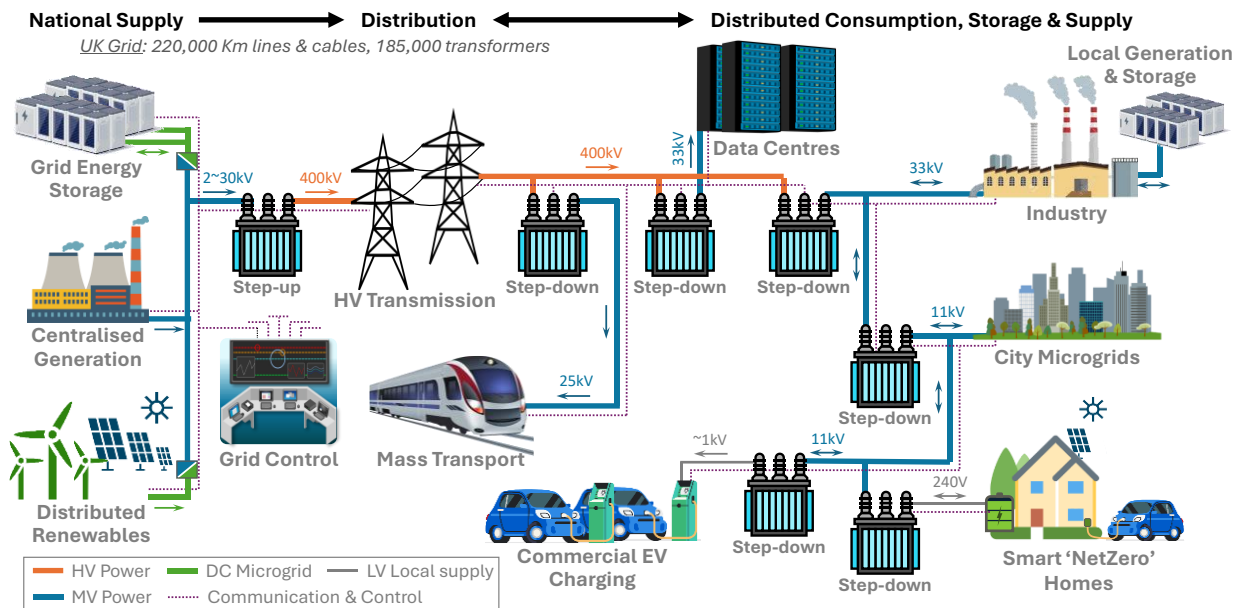 National Supply
Distribution
Distributed Consumption, Storage & Supply
UK Grid: 220,000 Km lines & cables, 185,000 transformers
Local Generation
& Storage
Grid Energy
Storage
2~30kV
400kV
400kV
33kV
Data Centres
33kV
Industry
Step-up
HV Transmission
Step-down
Step-down
Step-down
Centralised
Generation
11kV
City Microgrids
25kV
Step-down
Grid Control
Mass Transport
~1kV
11kV
240V
Distributed
Renewables
Commercial EV
Charging
Step-down
Step-down
Smart ‘NetZero’
Homes
HV Power
DC Microgrid
LV Local supply
MV Power
Communication & Control